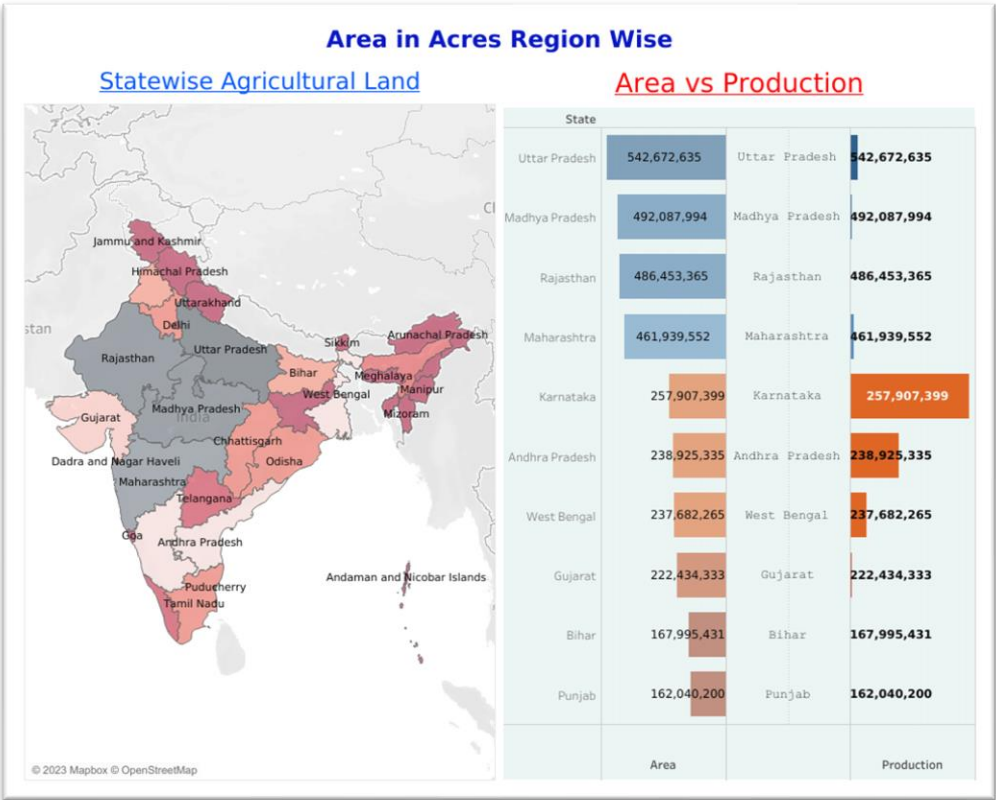 Area in Acres Region Wise
Statewise Agricultural Land
Jammu and Kashmir
Himachal Pradesh
Uttarakhand
stan
Delhi
Rajasthan
Uttar Pradesh
Sikkim
Arunachal Pradesh
Bihar
Meghalaya
Manipur
West Bengal
Mizoram
Gujarat
Madhya Pradesh
India
Chhattisgarh
Odisha
Dadra and Nagar Haveli
Maharashtra
Telangana
Goa
Andhra Pradesh
Andaman and Nicobar Islands
Puducherry
Tamil Nadu
Cl
© 2023 Mapbox © OpenStreetMap
Area vs Production
State
Uttar Pradesh 542,672,635 Uttar Pradesh 542,672,635
Madhya Pradesh 492,087,994 Madhya Pradesh 492,087,994
Rajasthan 486,453,365 Rajasthan 486,453,365
Maharashtra 461,939,552 Maharashtra 461,939,552
Karnataka 257,907,399 Karnataka 257,907,399
Andhra Pradesh 238,925,335 Andhra Pradesh 238,925,335
West Bengal 237,682,265 West Bengal 237,682,265
Gujarat 222,434,333 Gujarat 222,434,333
Bihar 167,995,431 Bihar 167,995,431
Punjab 162,040,200 Punjab 162,040,200
Area Production